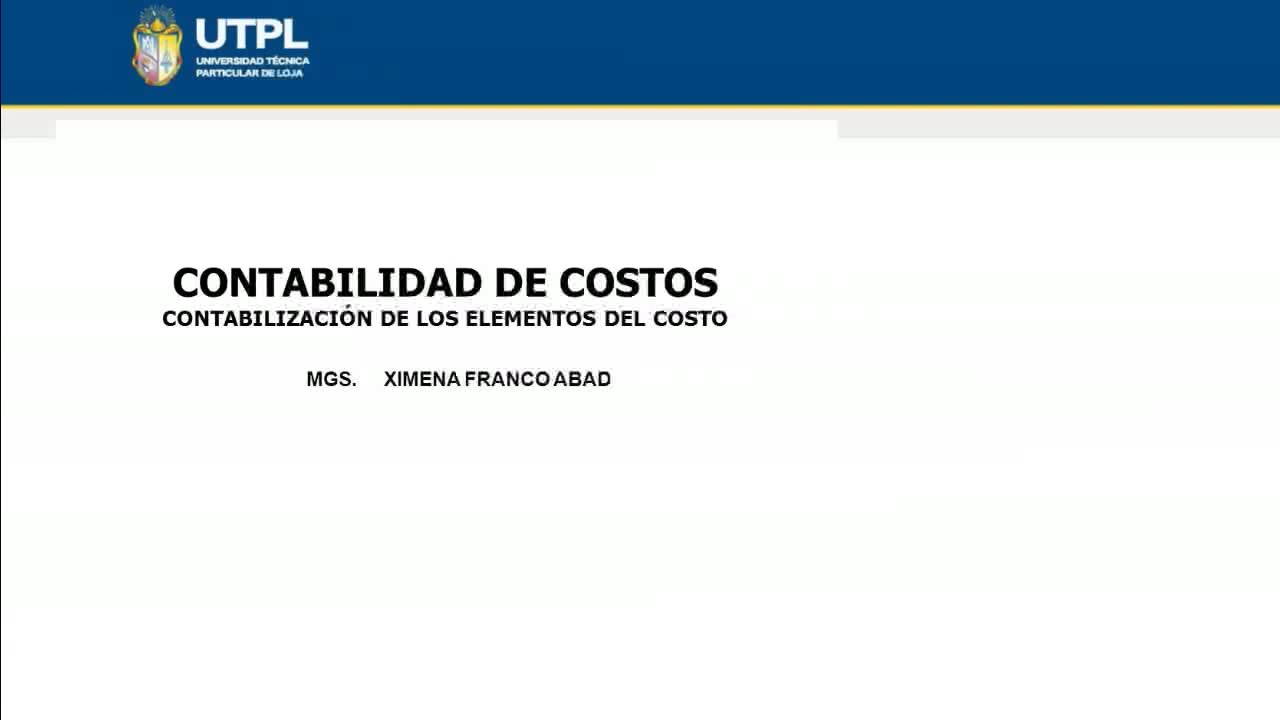 UTPL
UNIVERSIDAD TÉCNICA
PARTICULAR DE LOJA
CONTABILIDAD DE COSTOS
CONTABILIZACIÓN DE LOS ELEMENTOS DEL COSTO
MGS. XIMENA FRANCO ABAD